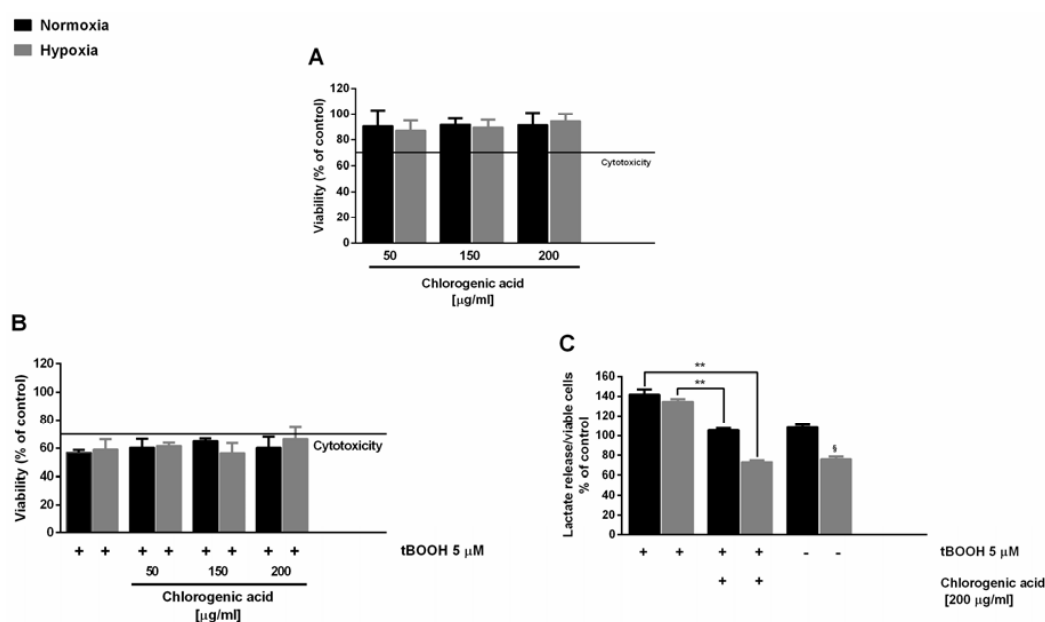 Normoxia
Hypoxia
A
Viability (% of control)
120
100
80
60
40
20
0
Cytotoxicity
50 150 200
Chlorogenic acid
[μg/ml]
B
Viability (% of control)
120
100
80
60
40
20
0
Cytotoxicity
+ + + + + + + + tBOOH 5 μM
50 150 200
Chlorogenic acid
[μg/ml]
C
Lactate release/viable cells
% of control
160
140
120
100
80
60
40
20
0
**
**
§
+ + + + - - tBOOH 5 μM
+ + Chlorogenic acid
[200 μg/ml]